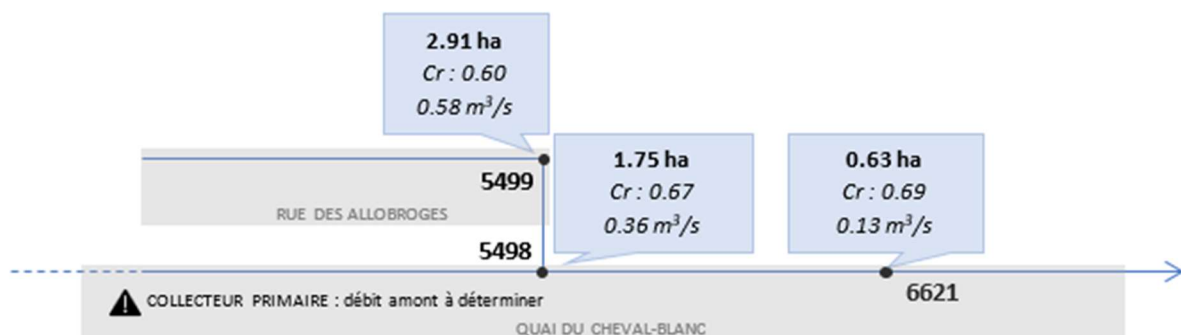 2.91 ha
Cr : 0.60
0.58 m³/s
1.75 ha
Cr : 0.67
0.36 m³/s
0.63 ha
Cr : 0.69
0.13 m³/s
5499
RUE DES ALLOBROGES
5498
6621
COLLECTEUR PRIMAIRE : débit amont à déterminer
QUAI DU CHEVAL-BLANC